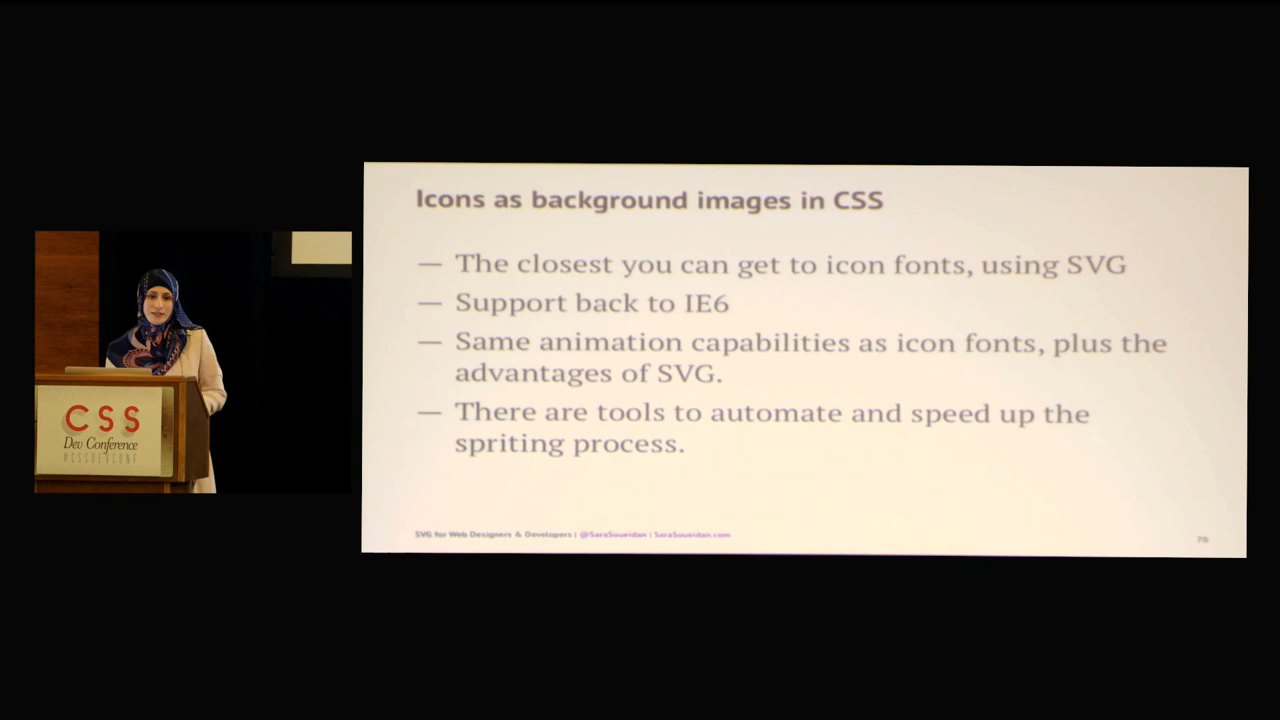 Icons as background images in CSS
— The closest you can get to icon fonts, using SVG
— Support back to IE6
— Same animation capabilities as icon fonts, plus the
advantages of SVG.
— There are tools to automate and speed up the
spriting process.
SVG for Web Designers & Developers | @SaraSoueidan | SaraSoueidan.com
70
CSS
Dev Conference
#CSSDEVCONF